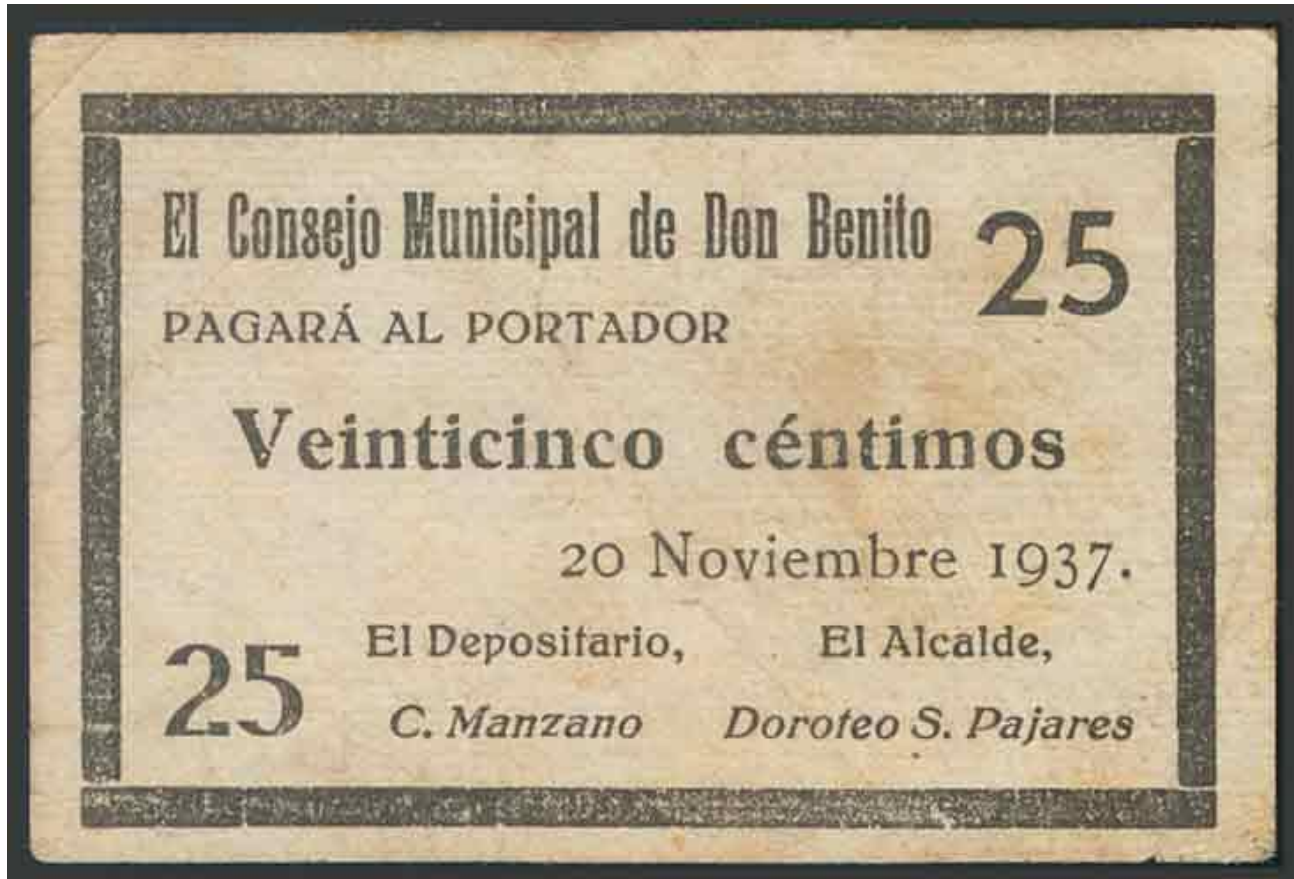 El Consejo Municipal de Don Benito 25
PAGARÁ AL PORTADOR
Veinticinco céntimos
20 Noviembre 1937.
El Depositario, El Alcalde,
25 C. Manzano Doroteo S. Pajares